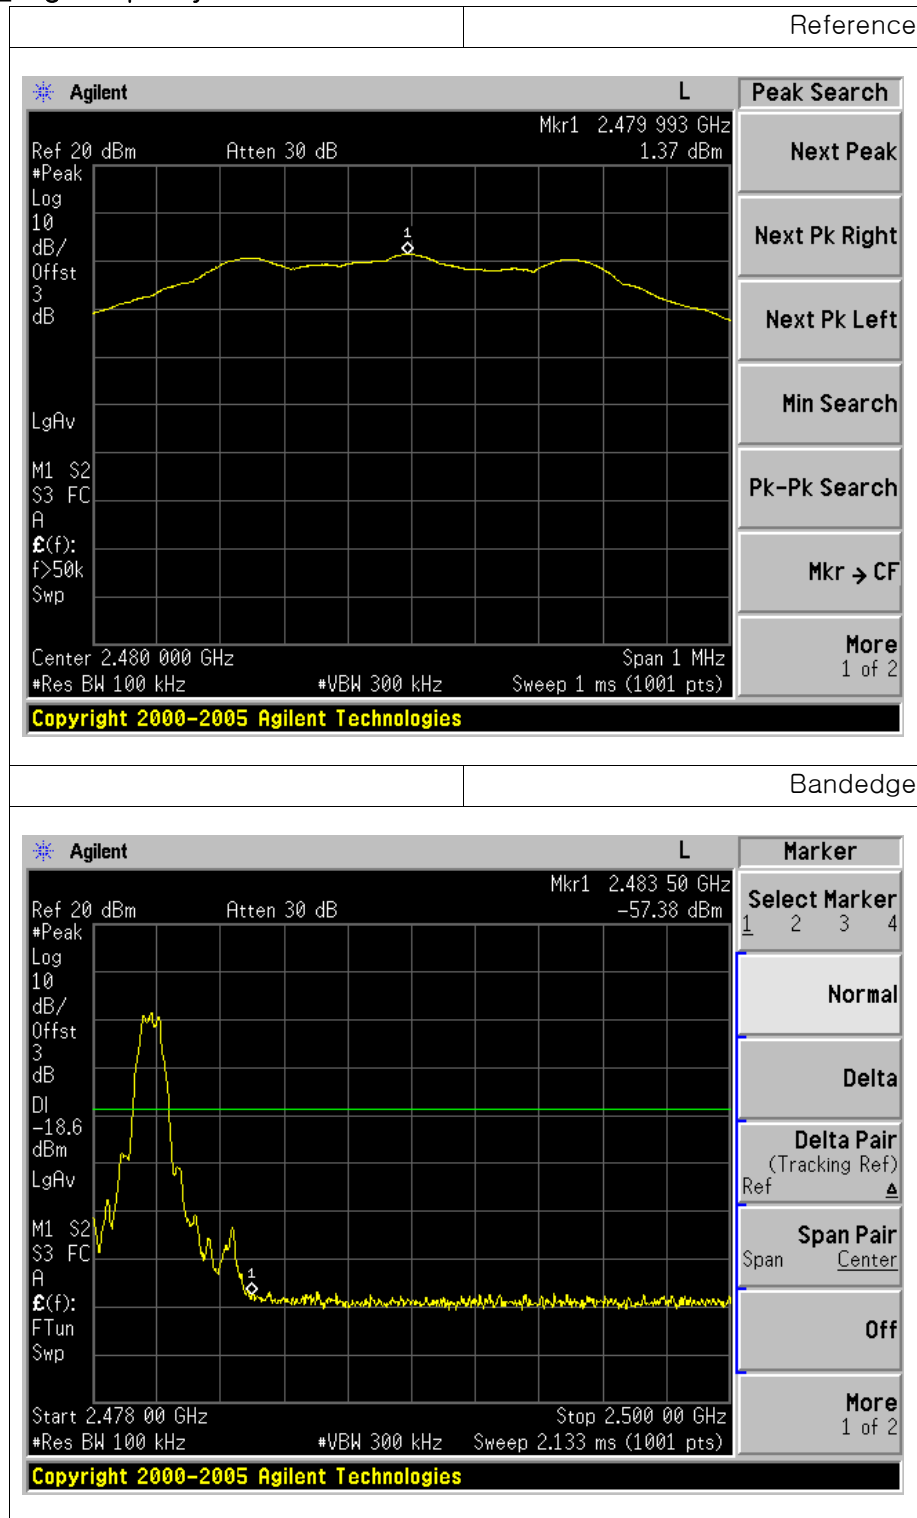 Reference
Agilent L Peak Search
Mkr1 2.479 993 GHz
Ref 20 dBm Atten 30 dB 1.37 dBm
#Peak
Log
10
dB/
Offst
3
dB
LgAv
M1 S2
S3 FC
A
£(f):
f>50k
Swp
1
Center 2.480 000 GHz Span 1 MHz
#Res BW 100 kHz #VBW 300 kHz Sweep 1 ms (1001 pts)
Copyright 2000-2005 Agilent Technologies
Next Peak
Next Pk Right
Next Pk Left
Min Search
Pk-Pk Search
Mkr → CF
More
1 of 2
Bandedge
Agilent L Marker
Mkr1 2.483 50 GHz
Ref 20 dBm Atten 30 dB -57.38 dBm
#Peak
Log
10
dB/
Offst
3
dB
DI
-18.6
dBm
LgAv
M1 S2
S3 FC
A
£(f):
FTun
Swp
1
Start 2.478 00 GHz Stop 2.500 00 GHz
#Res BW 100 kHz #VBW 300 kHz Sweep 2.133 ms (1001 pts)
Copyright 2000-2005 Agilent Technologies
Select Marker
1 2 3 4
Normal
Delta
Delta Pair
(Tracking Ref)
Ref Δ
Span Pair
Span Center
Off
More
1 of 2